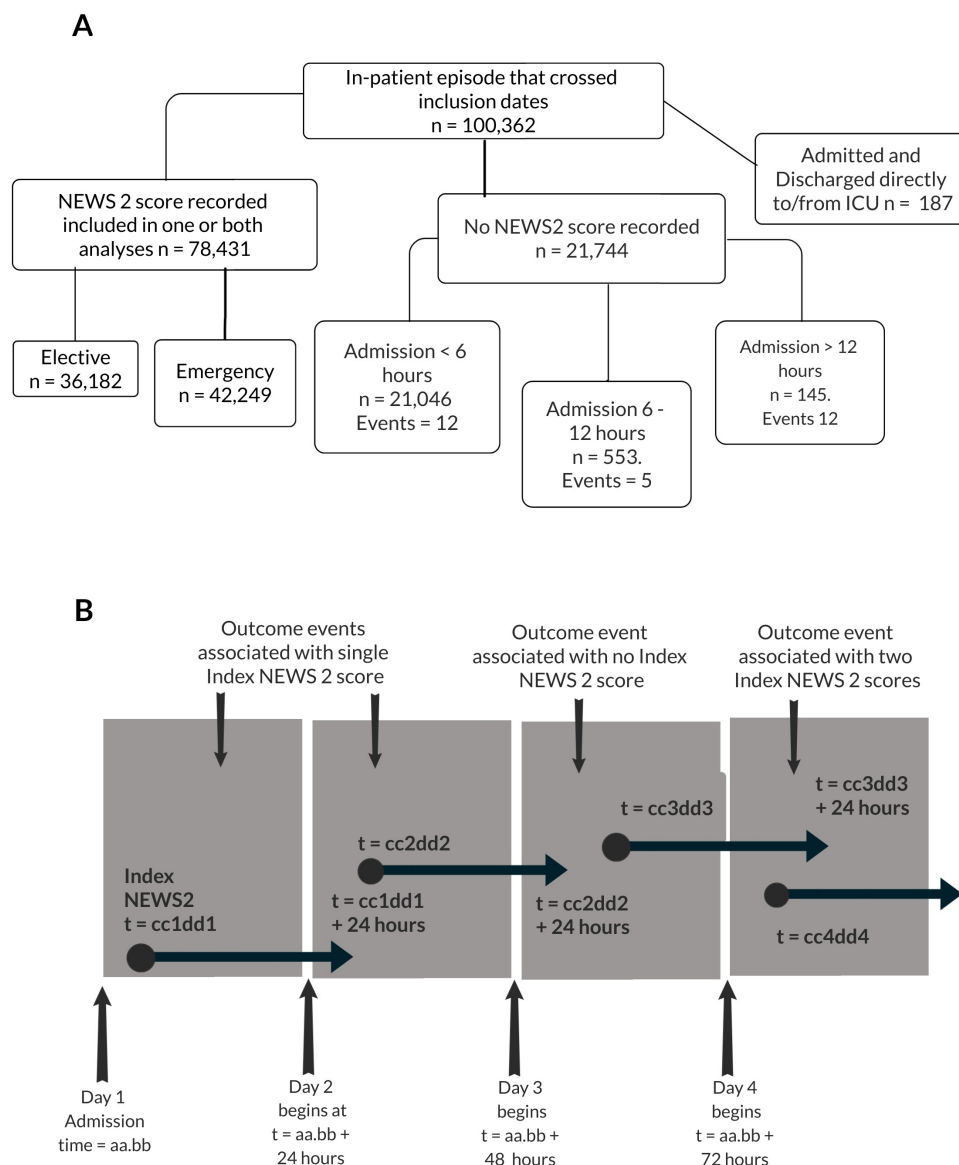 A
In-patient episode that crossed
inclusion dates
n = 100,362
Admitted and
Discharged directly
to/from ICU n = 187
NEWS 2 score recorded
included in one or both
analyses n = 78,431
No NEWS2 score recorded
n = 21,744
Elective
n = 36,182
Emergency
n = 42,249
Admission < 6
hours
n = 21,046
Events = 12
Admission 6 -
12 hours
n = 553.
Events = 5
Admission > 12
hours
n = 145.
Events 12
B
Outcome events
associated with single
Index NEWS 2 score
Outcome event
associated with no Index
NEWS 2 score
Outcome event
associated with two
Index NEWS 2 scores
Index
NEWS2
t = cc1dd1
t = cc2dd2
t = cc1dd1
+ 24 hours
t = cc3dd3
t = cc2dd2
+ 24 hours
t = cc3dd3
+ 24 hours
t = cc4dd4
Day 1
Admission
time = aa.bb
Day 2
begins at
t = aa.bb +
24 hours
Day 3
begins
t = aa.bb +
48 hours
Day 4
begins
t = aa.bb +
72 hours